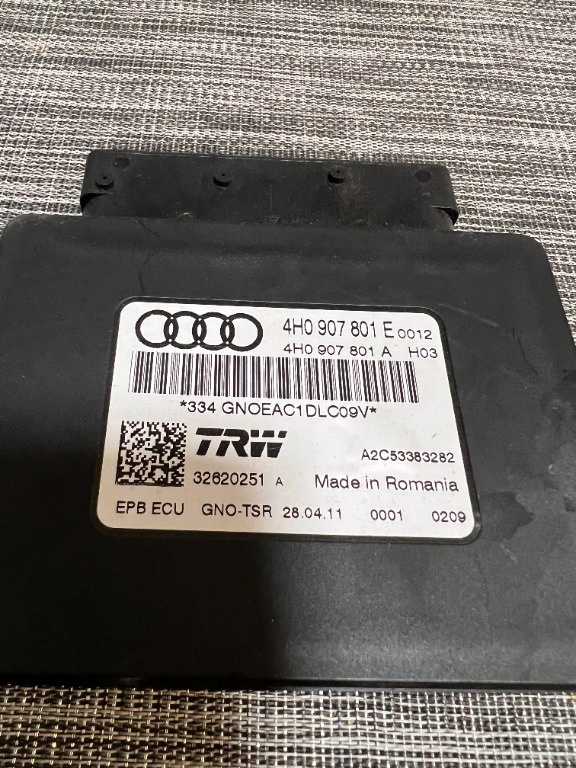 4H0 907 801 E 0012
4H0 907 801 A H03
*334 GNOEAC1DLC09V*
TRW
A2C53383282
32620251 A Made in Romania
EPB ECU GNO-TSR 28.04.11 0001 0209